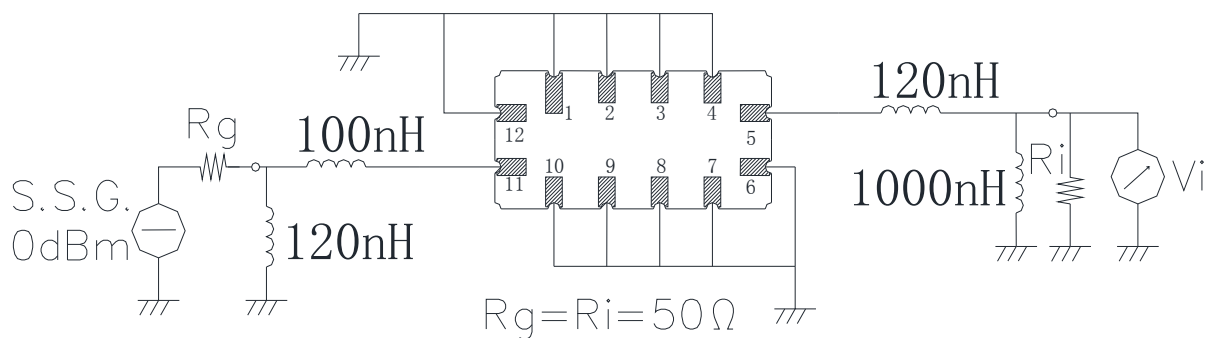 120nH
1 2 3 4
Rg
100nH
12
5
10 9 8 7
Ri
11
6
S.S.G.
1000nH
Vi
0dBm
120nH
Rg=Ri=50Ω